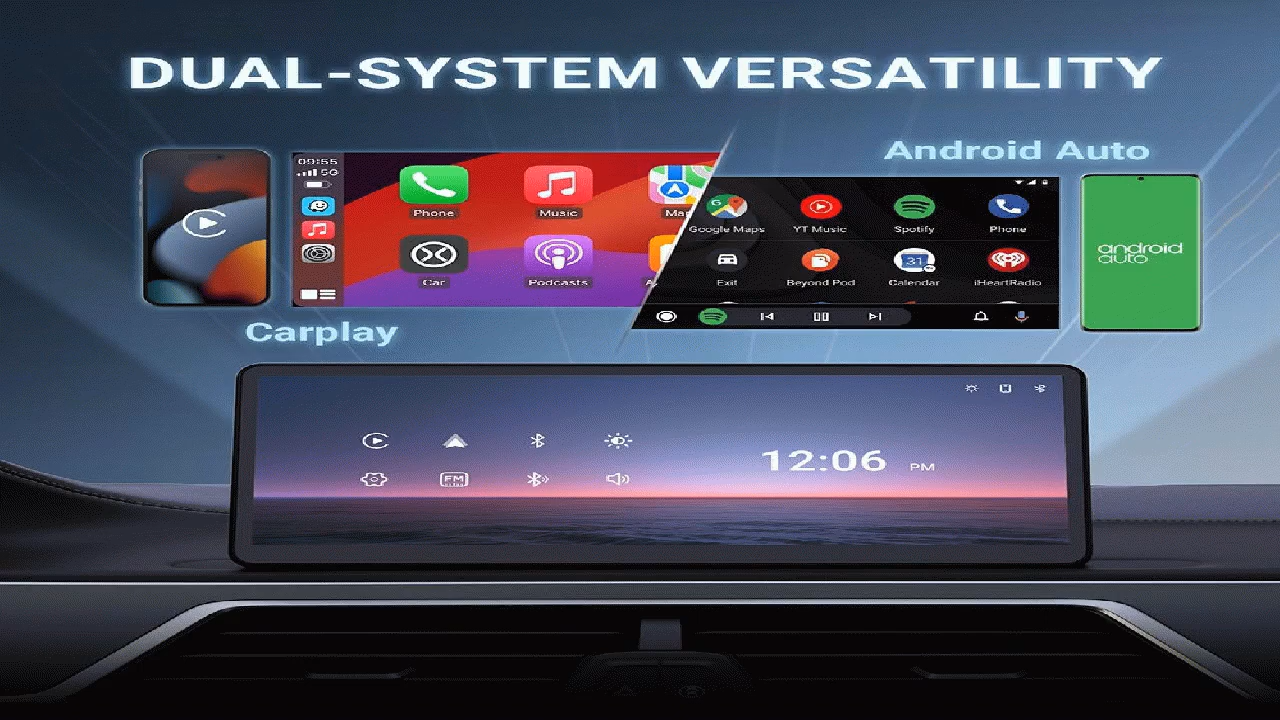 DUAL-SYSTEM VERSATILITY
Android Auto
09:55
5G
Phone
Music
Car
Podcasts
Google Maps
YT Music
Spotify
Phone
Exit
Beyond Pod
31
Calendar
iHeartRadio
android
auto
Carplay
12:06 PM
FM